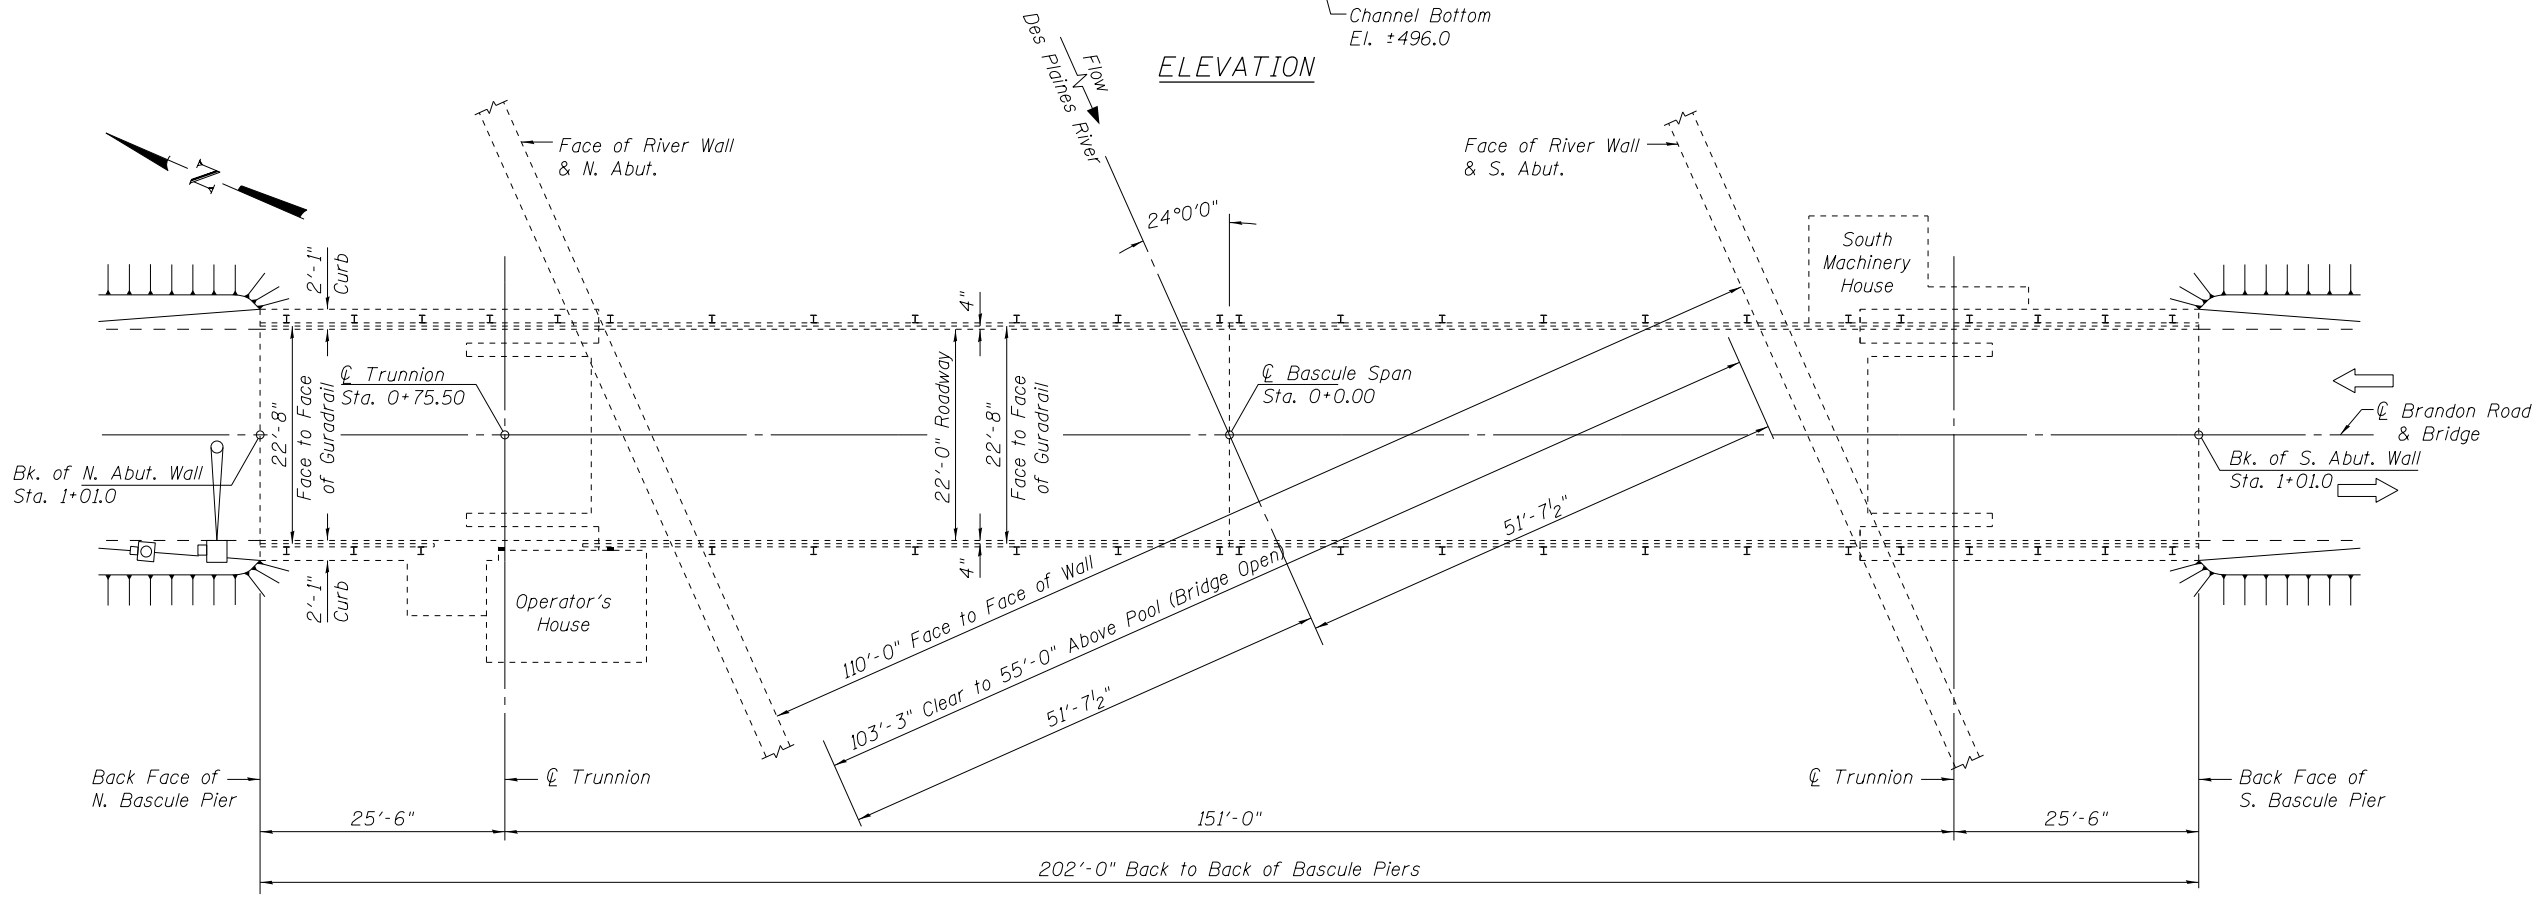 Channel Bottom
El. ±496.0
ELEVATION
Flow
Des Plaines River
N
Face of River Wall
& N. Abut.
Face of River Wall
& S. Abut.
24°0'0"
South
Machinery
House
2'-1"
Curb
4"
22'-8"
Face to Face
of Guradrail
℄ Trunnion
Sta. 0+75.50
22'-0" Roadway
22'-8"
Face to Face
of Guradrail
℄ Bascule Span
Sta. 0+0.00
℄ Brandon Road
& Bridge
Bk. of N. Abut. Wall
Sta. 1+01.0
Bk. of S. Abut. Wall
Sta. 1+01.0
2'-1"
Curb
4"
Operator's
House
110'-0" Face to Face of Wall
103'-3" Clear to 55'-0" Above Pool (Bridge Open)
51'-7½"
51'-7½"
Back Face of
N. Bascule Pier
℄ Trunnion
℄ Trunnion
Back Face of
S. Bascule Pier
25'-6"
151'-0"
25'-6"
202'-0" Back to Back of Bascule Piers